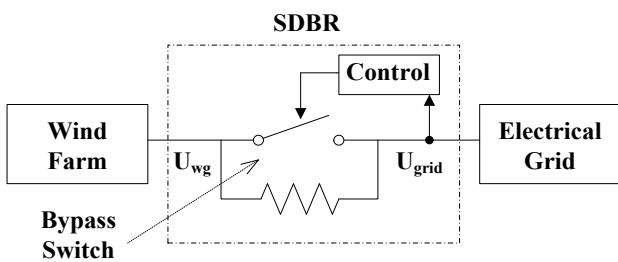 SDBR
Control
Wind
Farm
Electrical
Grid
Uwg
Ugrid
Bypass
Switch